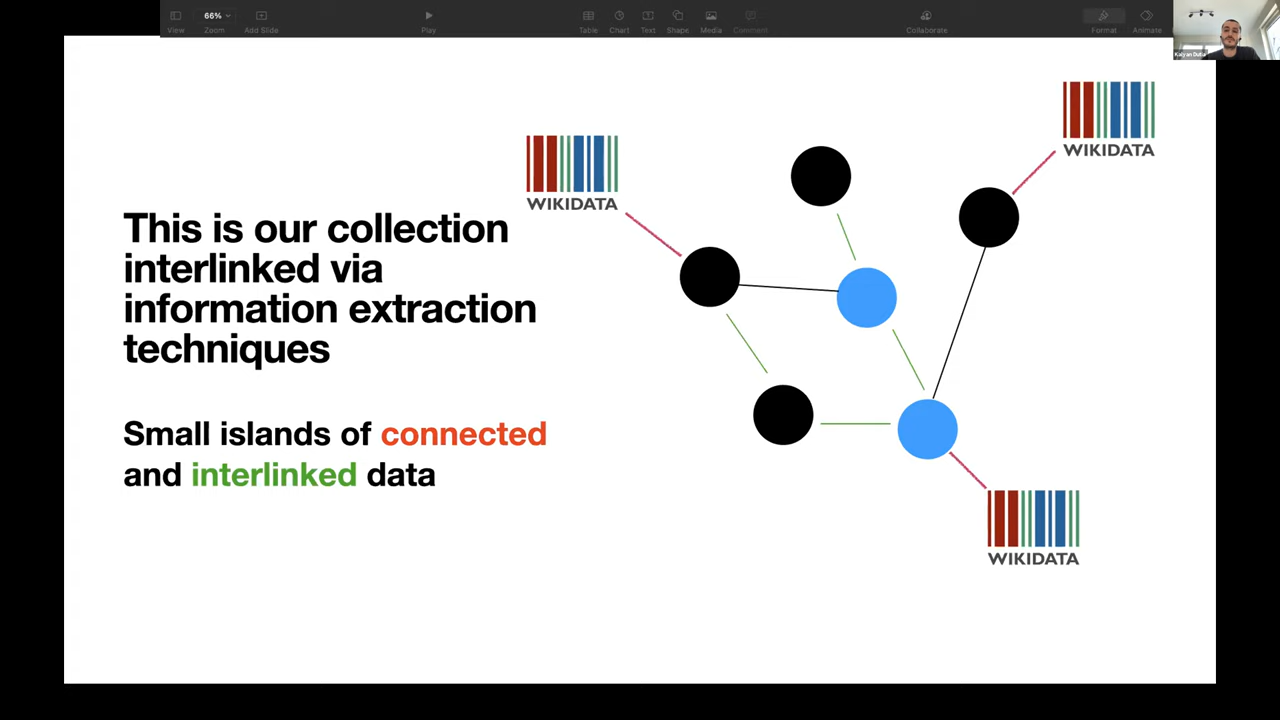 66%
View
Zoom
Add Slide
Play
Table
Chart
Text
Shape
Media
Comment
Collaborate
Format
Animate
WIKIDATA
WIKIDATA
This is our collection
interlinked via
information extraction
techniques
Small islands of connected
and interlinked data
WIKIDATA